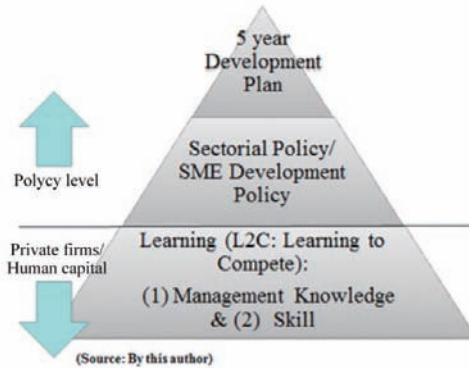 5 year
Development
Plan
Sectorial Policy/
SME Development
Policy
Polycy level
Private firms/
Human capital
Learning (L2C: Learning to
Compete):
(1) Management Knowledge
& (2) Skill
(Source: By this author)